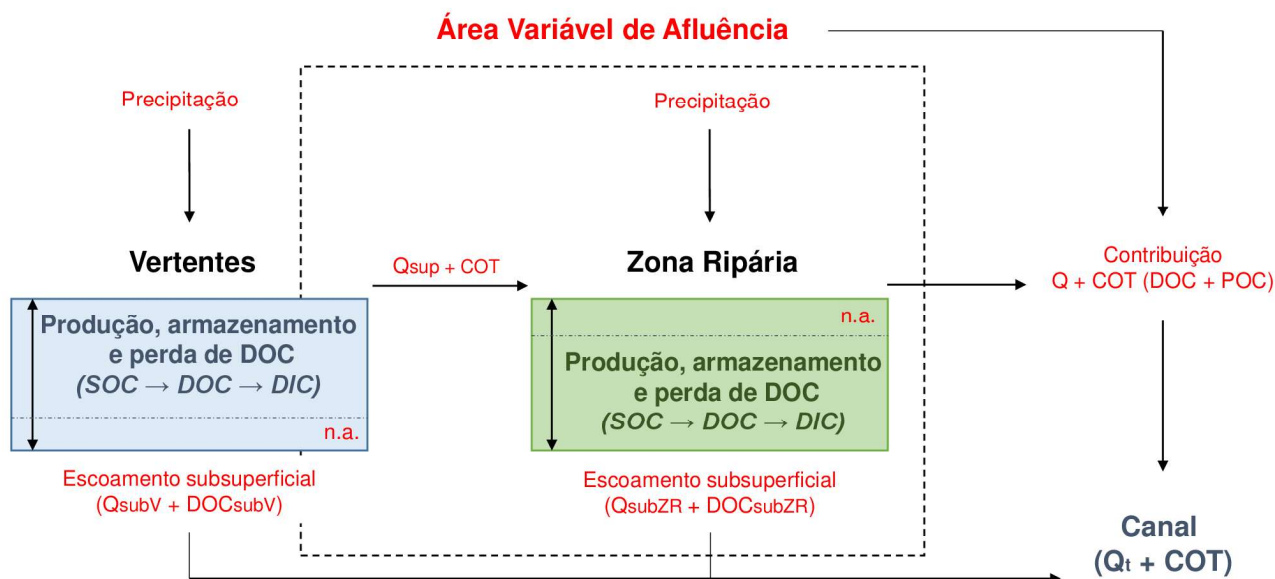 Área Variável de Afluência
Precipitação
Precipitação
Vertentes
Qsup + COT
Zona Ripária
Contribuição
Q + COT (DOC + POC)
Produção, armazenamento
e perda de DOC
(SOC → DOC → DIC)
n.a.
n.a.
Produção, armazenamento
e perda de DOC
(SOC → DOC → DIC)
Escoamento subsuperficial
(QsubV + DOCsubV)
Escoamento subsuperficial
(QsubZR + DOCsubZR)
Canal
(Qt + COT)